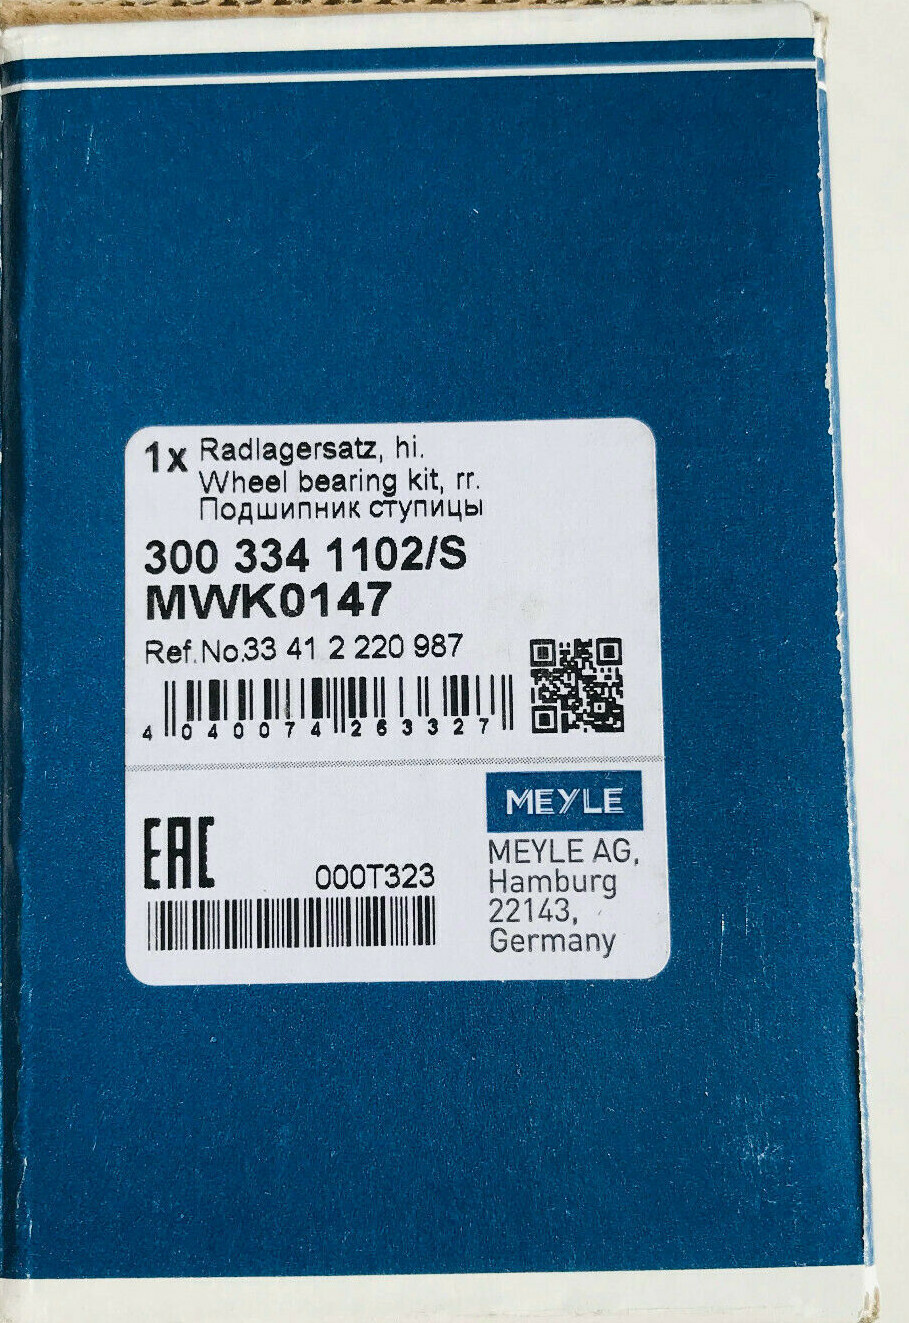 1x Radlagersatz, hi.
Wheel bearing kit, rr.
Подшипник ступицы
300 334 1102/S
MWK0147
Ref.No.33 41 2 220 987
4 040074 263327
EAC
000T323
MEYLE
MEYLE AG,
Hamburg
22143,
Germany